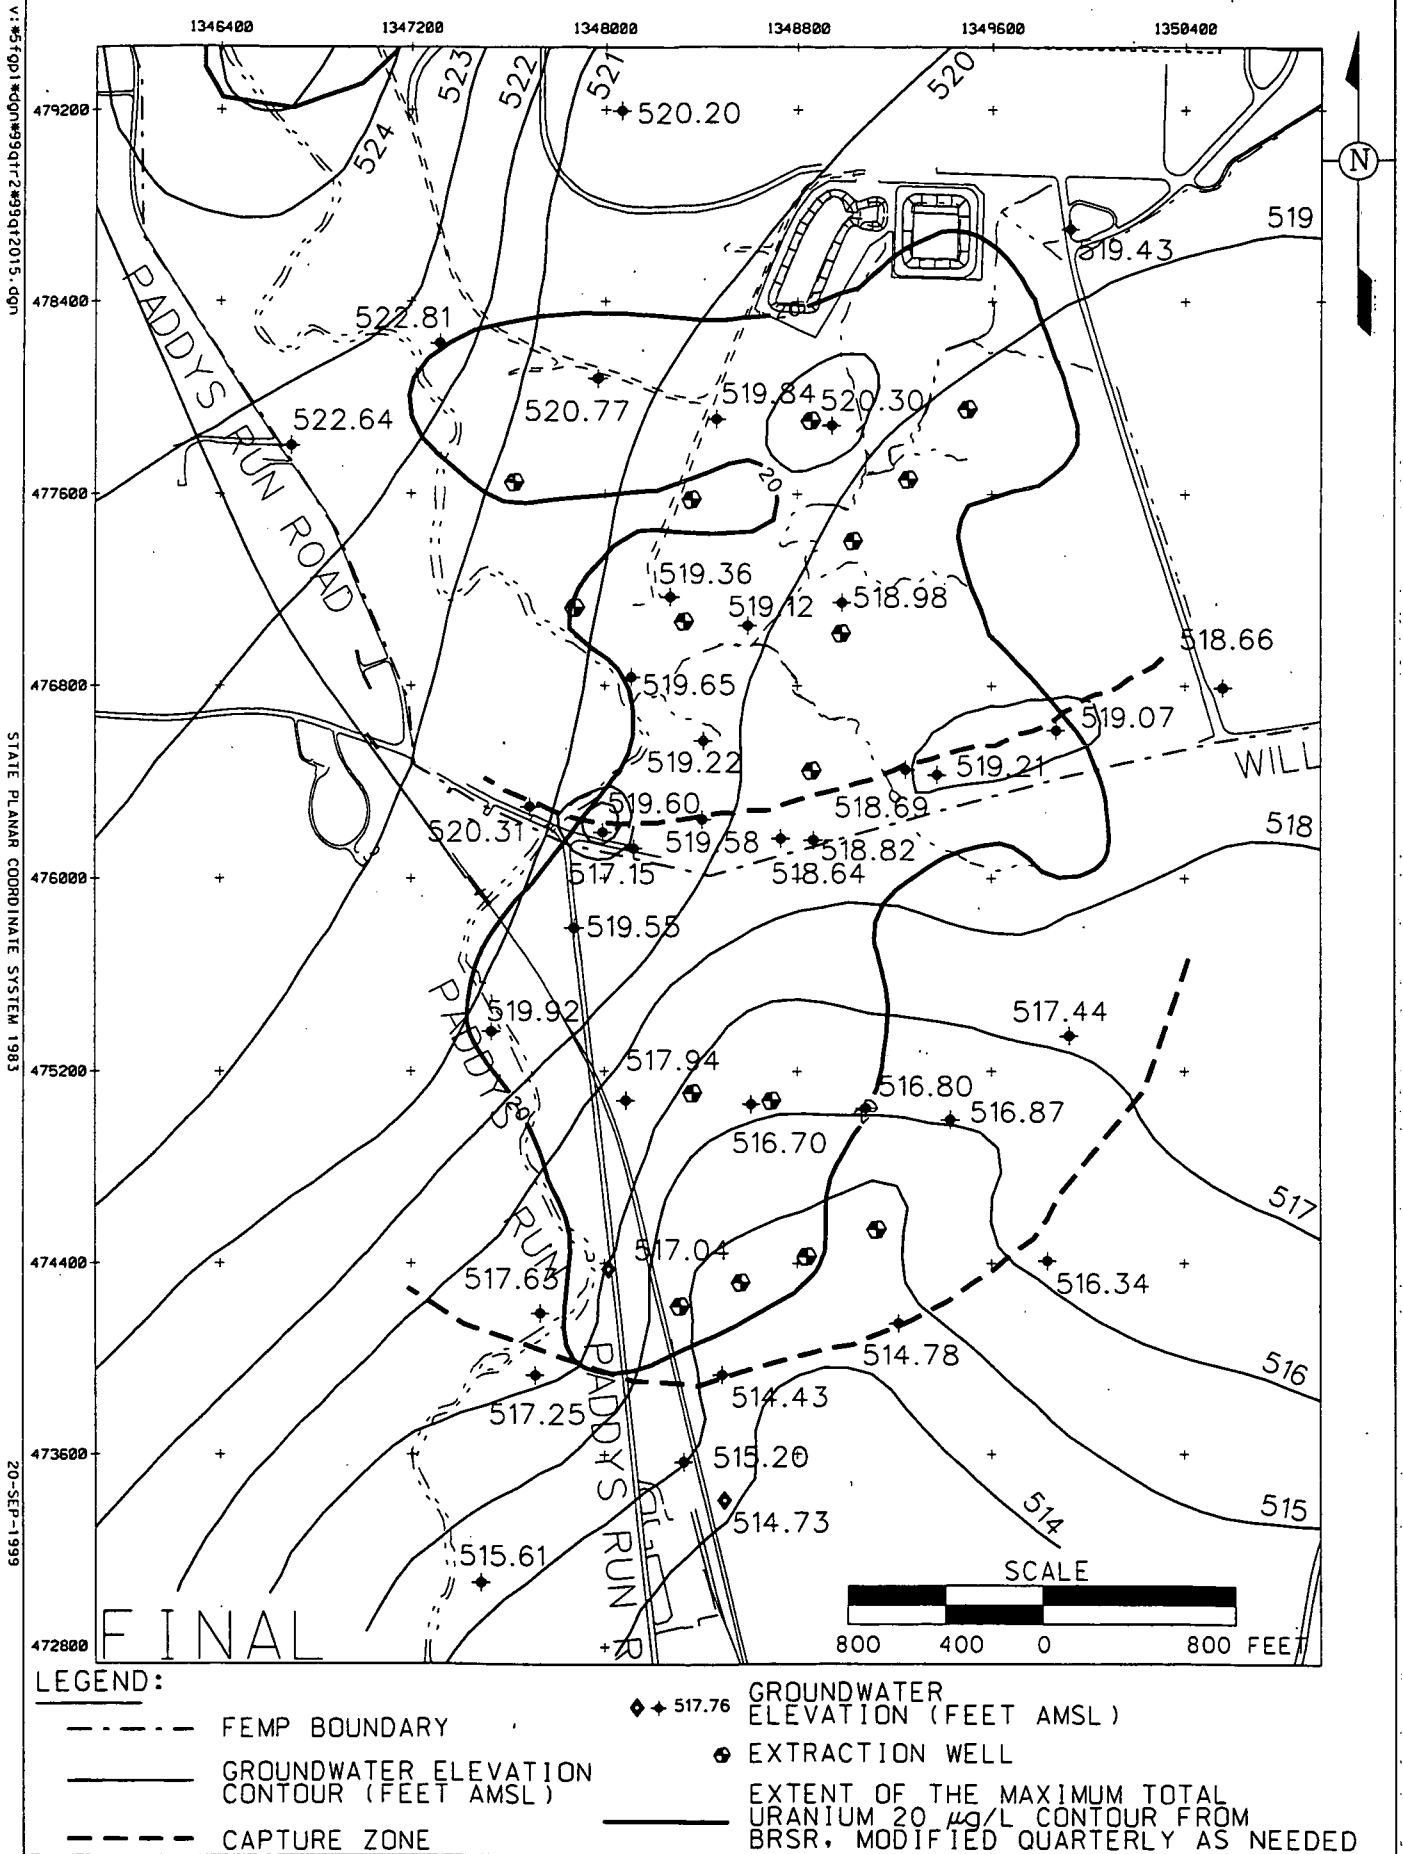 1346400 1347200 1348000 1348800 1349600 1350400
v:*5fgp1*dgn*99qtr2*99qt2015.dgn
STATE PLANAR COORDINATE SYSTEM 1983
20-SEP-1999
479200
478400
477600
476800
476000
475200
474400
473600
472800
N
523
522
521
520
524
520.20
519
519.43
PADDYS RUN ROAD
522.81
20
519.84
520.30
520.77
522.64
20
519.36
519.12
518.98
518.66
519.65
519.07
519.22
519.21
WILL
519.60
518.69
520.31
519.58
518.82
518
517.15
518.64
519.55
PADDYS RUN
519.92
517.44
517.94
516.80
516.87
20
516.70
517
517.04
517.63
516.34
514.78
516
PADDYS RUN R
514.43
517.25
515.20
515
514
514.73
515.61
SCALE
800 400 0 800 FEET
FINAL
LEGEND:
FEMP BOUNDARY
GROUNDWATER ELEVATION
CONTOUR (FEET AMSL)
CAPTURE ZONE
517.76 GROUNDWATER
ELEVATION (FEET AMSL)
EXTRACTION WELL
EXTENT OF THE MAXIMUM TOTAL
URANIUM 20 µg/L CONTOUR FROM
BRSR, MODIFIED QUARTERLY AS NEEDED